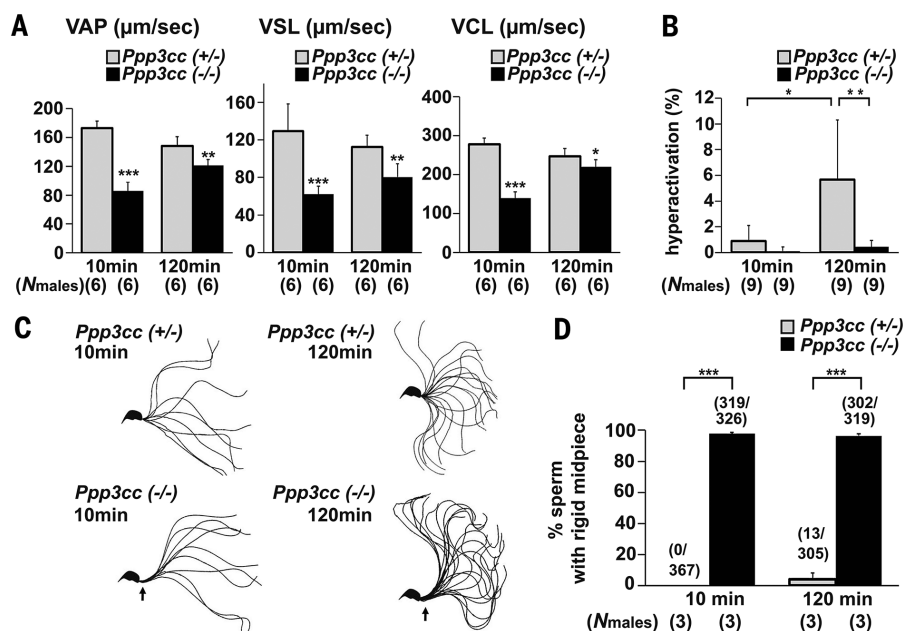 A
VAP (µm/sec)
Ppp3cc (+/-)
Ppp3cc (-/-)
200
160
120
80
40
0
***
**
10min
120min
(Nmales)
(6)
(6)
(6)
(6)
VSL (µm/sec)
Ppp3cc (+/-)
Ppp3cc (-/-)
160
120
80
50
0
***
**
10min
120min
(6)
(6)
(6)
(6)
VCL (µm/sec)
Ppp3cc (+/-)
Ppp3cc (-/-)
400
300
200
100
0
***
*
10min
120min
(6)
(6)
(6)
(6)
B
Ppp3cc (+/-)
Ppp3cc (-/-)
hyperactivation (%)
12
10
8
6
4
2
0
*
* *
10min
120min
(Nmales)
(9)
(9)
(9)
(9)
C
Ppp3cc (+/-)
10min
Ppp3cc (+/-)
120min
Ppp3cc (-/-)
10min
Ppp3cc (-/-)
120min
D
Ppp3cc (+/-)
Ppp3cc (-/-)
% sperm
with rigid midpiece
100
80
60
40
20
0
***
***
(0/
367)
(319/
326)
(13/
305)
(302/
319)
10 min
120 min
(Nmales)
(3)
(3)
(3)
(3)